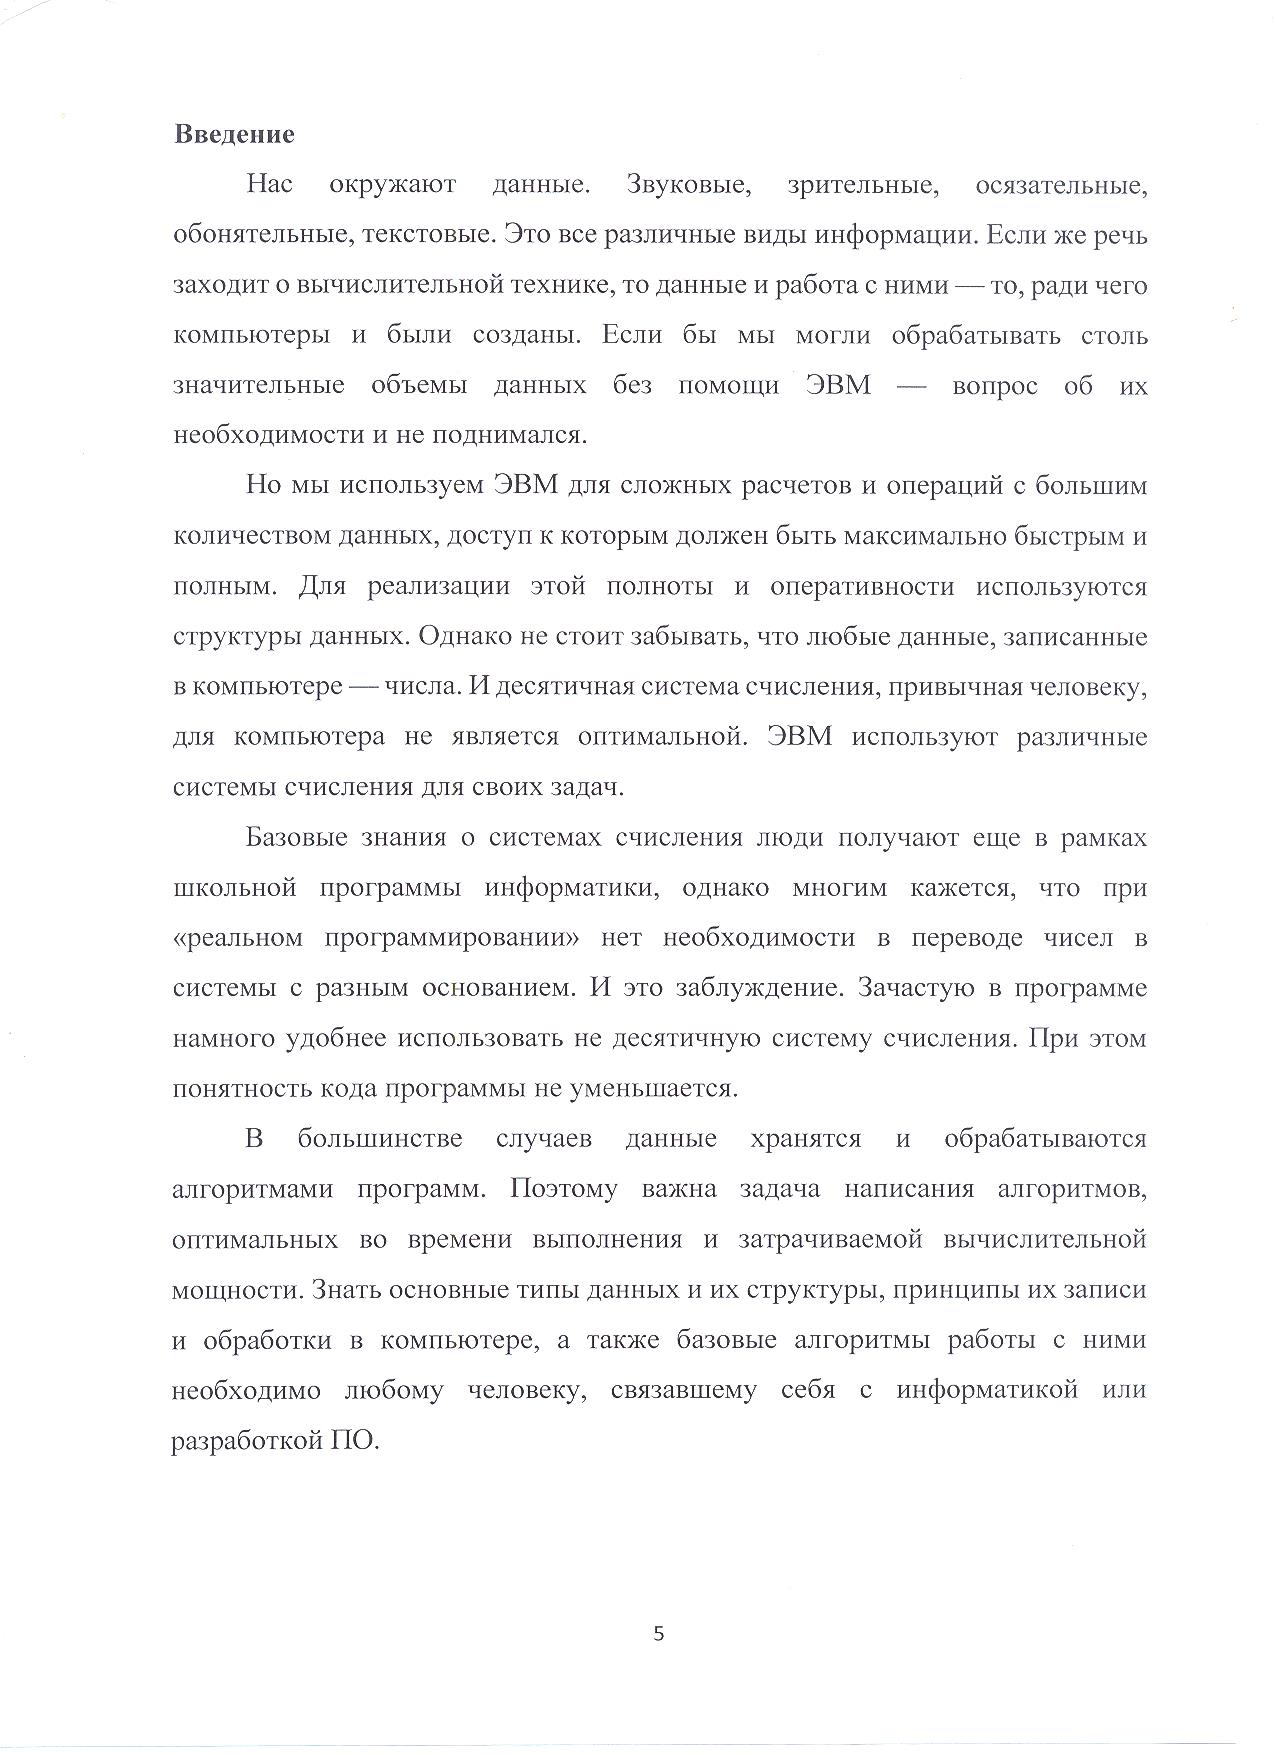 Введение
Нас окружают данные. Звуковые, зрительные, осязательные,
обонятельные, текстовые. Это все различные виды информации. Если же речь
заходит о вычислительной технике, то данные и работа с ними — то, ради чего
компьютеры и были созданы. Если бы мы могли обрабатывать столь
значительные объемы данных без помощи ЭВМ — вопрос об их
необходимости и не поднимался.
Но мы используем ЭВМ для сложных расчетов и операций с большим
количеством данных, доступ к которым должен быть максимально быстрым и
полным. Для реализации этой полноты и оперативности используются
структуры данных. Однако не стоит забывать, что любые данные, записанные
в компьютере — числа. И десятичная система счисления, привычная человеку,
для компьютера не является оптимальной. ЭВМ используют различные
системы счисления для своих задач.
Базовые знания о системах счисления люди получают еще в рамках
школьной программы информатики, однако многим кажется, что при
«реальном программировании» нет необходимости в переводе чисел в
системы с разным основанием. И это заблуждение. Зачастую в программе
намного удобнее использовать не десятичную систему счисления. При этом
понятность кода программы не уменьшается.
В большинстве случаев данные хранятся и обрабатываются
алгоритмами программ. Поэтому важна задача написания алгоритмов,
оптимальных во времени выполнения и затрачиваемой вычислительной
мощности. Знать основные типы данных и их структуры, принципы их записи
и обработки в компьютере, а также базовые алгоритмы работы с ними
необходимо любому человеку, связавшему себя с информатикой или
разработкой ПО.
5